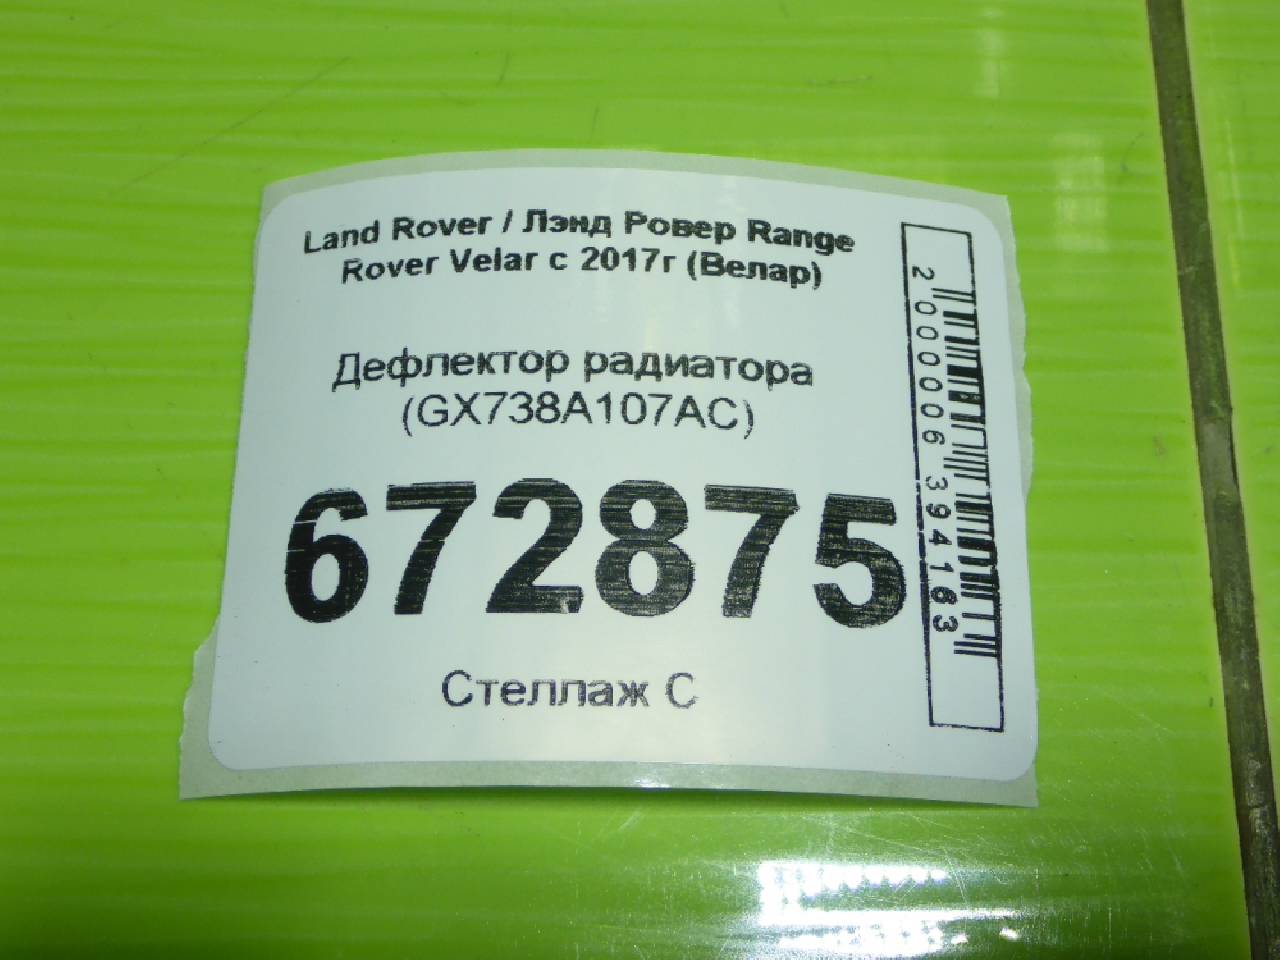 Land Rover / Лэнд Ровер Range
Rover Velar с 2017г (Велар)
Дефлектор радиатора
(GX738A107AC)
672875
Стеллаж С
2000006394163